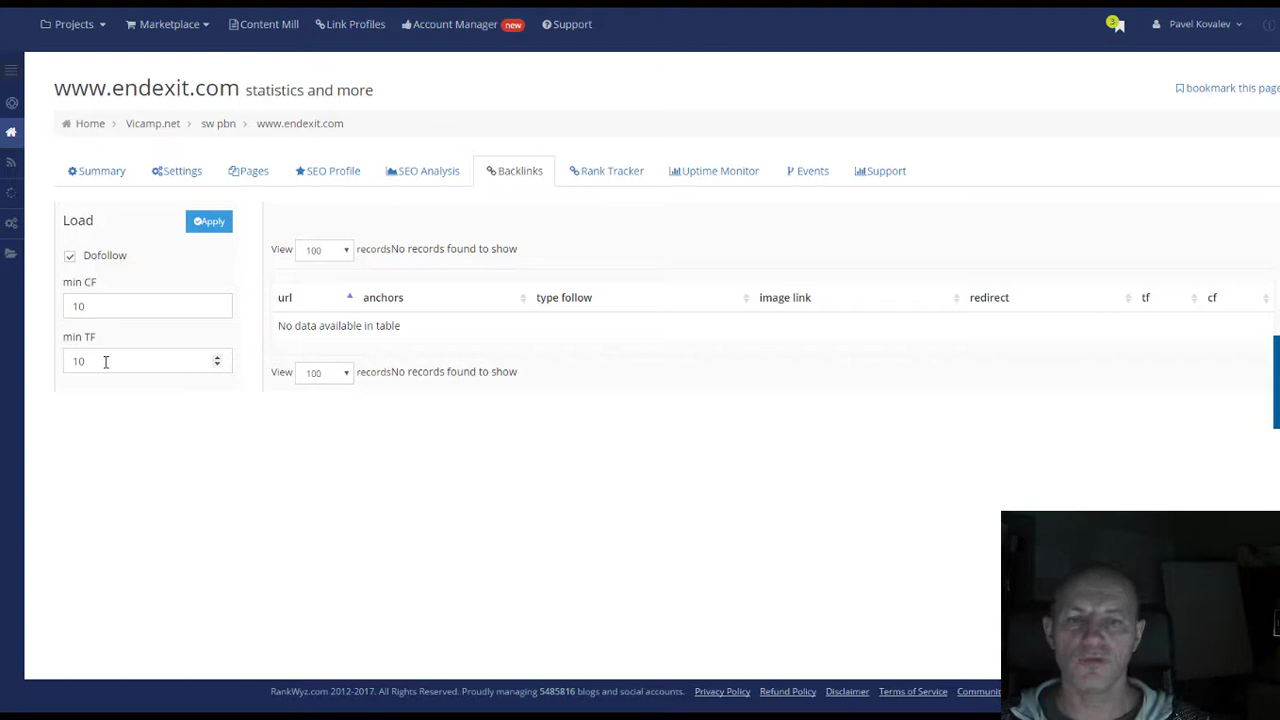 Projects Marketplace Content Mill Link Profiles Account Manager new Support 3 Pavel Kovalev
www.endexit.com statistics and more
bookmark this page
Home > Vicamp.net > sw pbn > www.endexit.com
Summary Settings Pages SEO Profile SEO Analysis Backlinks Rank Tracker Uptime Monitor Events Support
Load Apply
Dofollow
min CF
10
min TF
10
View 100 recordsNo records found to show
url anchors type follow image link redirect tf cf
No data available in table
View 100 recordsNo records found to show
RankWyz.com 2012-2017. All Rights Reserved. Proudly managing 5485816 blogs and social accounts. Privacy Policy Refund Policy Disclaimer Terms of Service Communit